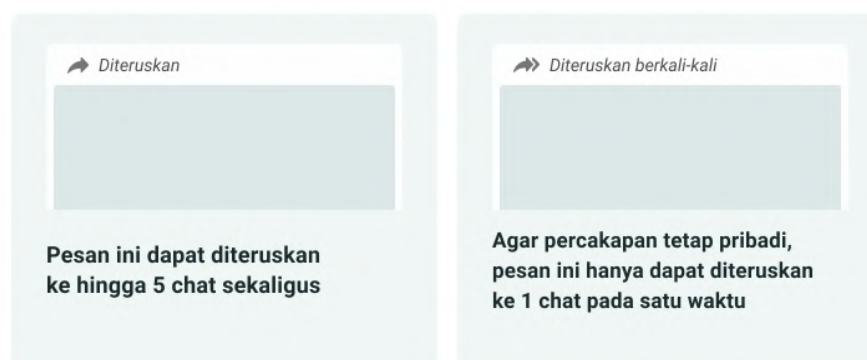 Diteruskan
Pesan ini dapat diteruskan
ke hingga 5 chat sekaligus
Diteruskan berkali-kali
Agar percakapan tetap pribadi,
pesan ini hanya dapat diteruskan
ke 1 chat pada satu waktu